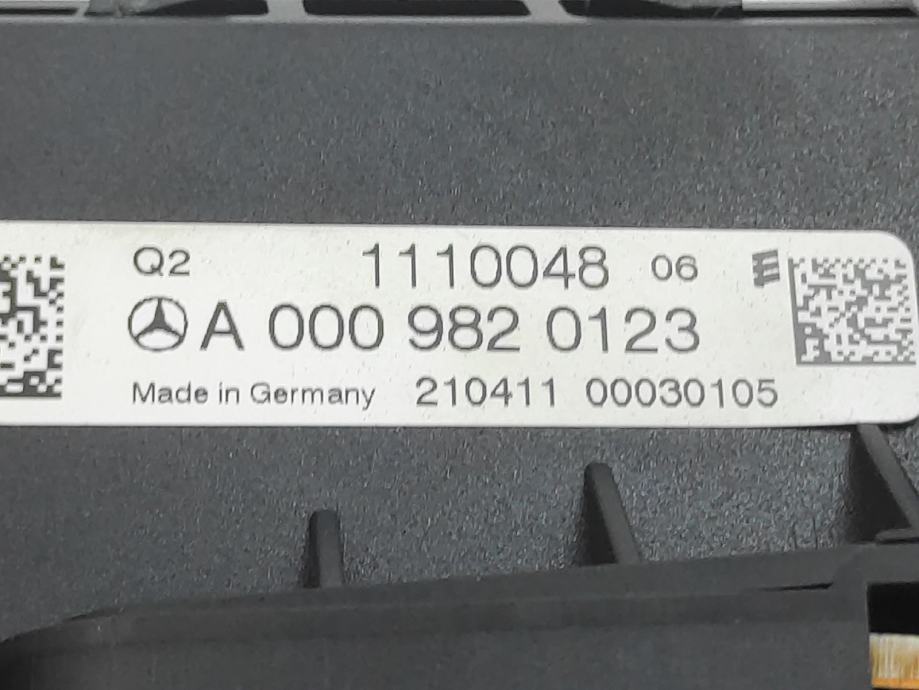 Q2 1110048 06
A 000 982 0123
Made in Germany 210411 00030105